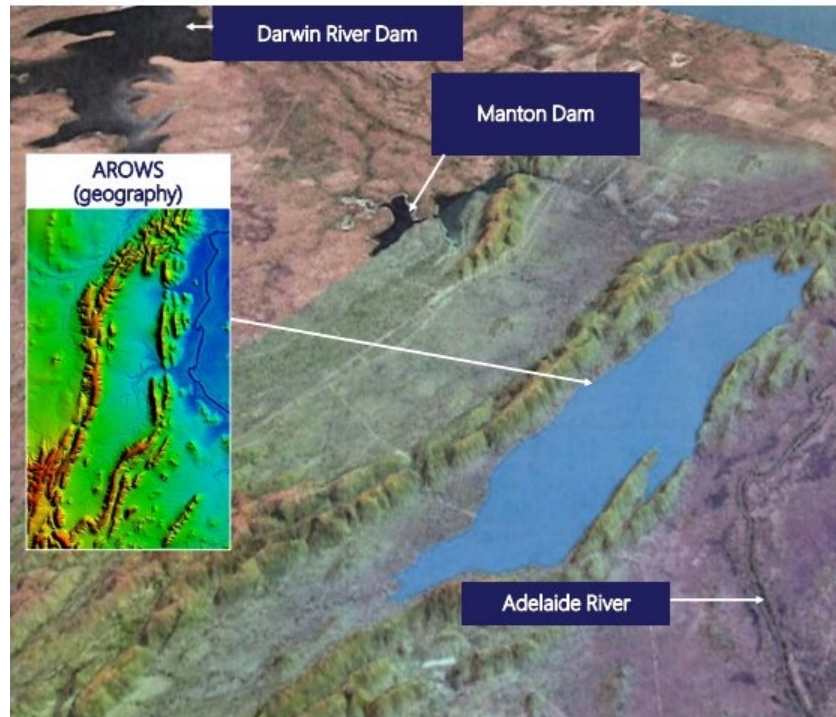 Darwin River Dam
Manton Dam
AROWS
(geography)
Adelaide River